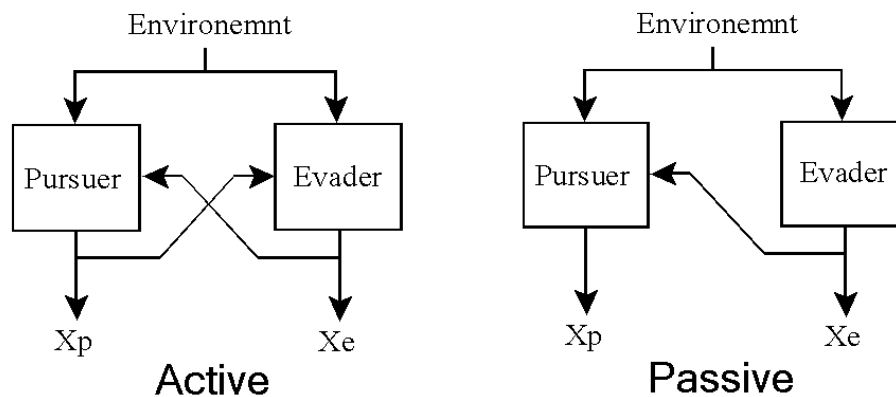 Environemnt
Pursuer
Evader
Xp
Xe
Active
Environemnt
Pursuer
Evader
Xp
Xe
Passive